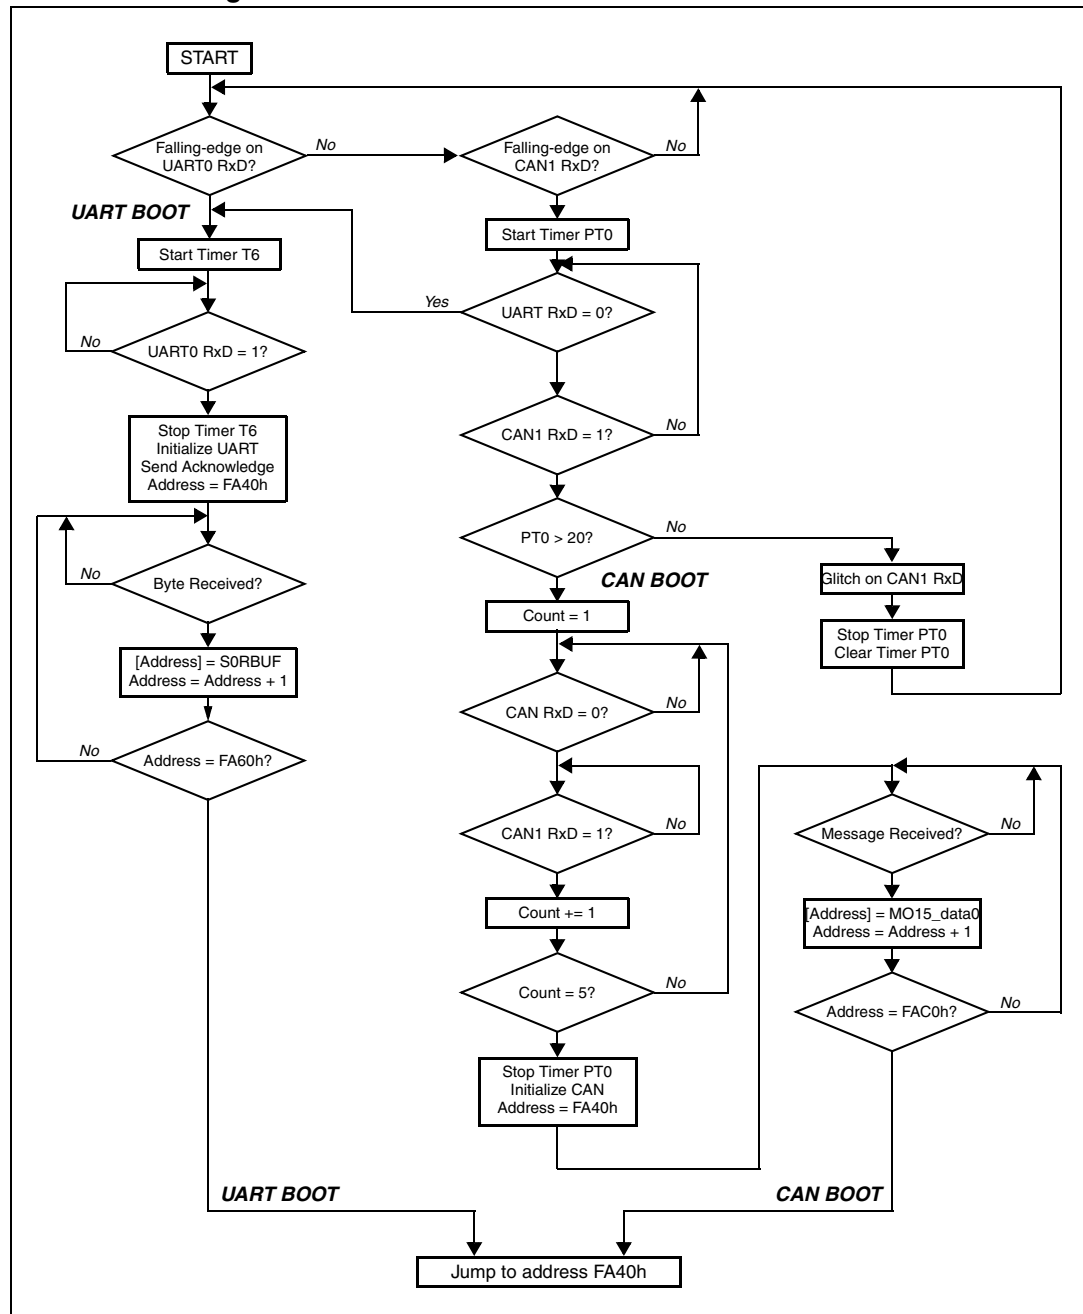 START
Falling-edge on
UART0 RxD?
No
Falling-edge on
CAN1 RxD?
No
UART BOOT
Start Timer T6
Start Timer PT0
Yes
UART RxD = 0?
No
UART0 RxD = 1?
CAN1 RxD = 1?
No
Stop Timer T6
Initialize UART
Send Acknowledge
Address = FA40h
PT0 > 20?
No
No
Byte Received?
CAN BOOT
Glitch on CAN1 RxD
Count = 1
Stop Timer PT0
Clear Timer PT0
[Address] = S0RBUF
Address = Address + 1
CAN RxD = 0?
No
No
Address = FA60h?
CAN1 RxD = 1?
No
Message Received?
No
Count += 1
[Address] = MO15_data0
Address = Address + 1
Count = 5?
No
Address = FAC0h?
No
Stop Timer PT0
Initialize CAN
Address = FA40h
UART BOOT
CAN BOOT
Jump to address FA40h